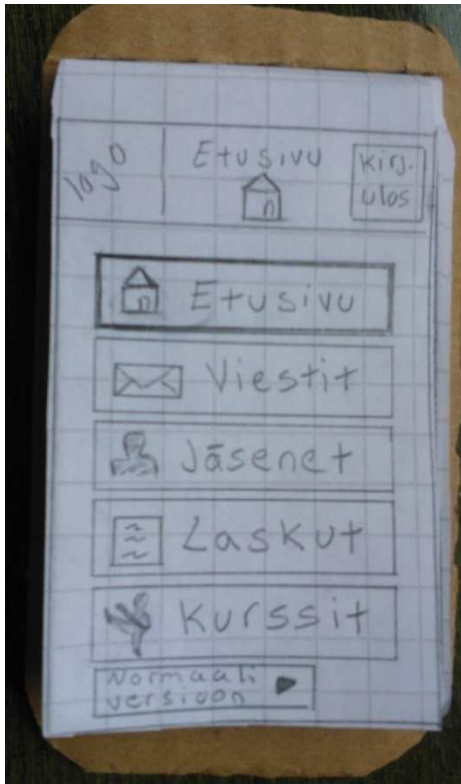 logo
Etusivu
Kirj.
ulos
Etusivu
Viestit
Jäsenet
Laskut
Kurssit
Normaali
versioon